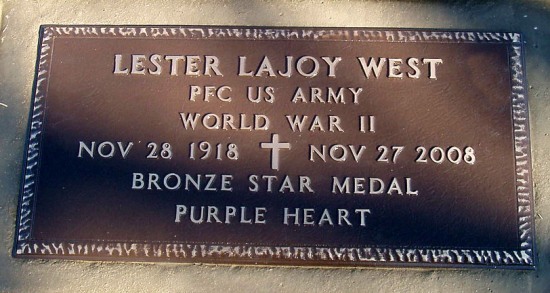 LESTER LAJOY WEST
PFC US ARMY
WORLD WAR II
NOV 28 1918 NOV 27 2008
BRONZE STAR MEDAL
PURPLE HEART